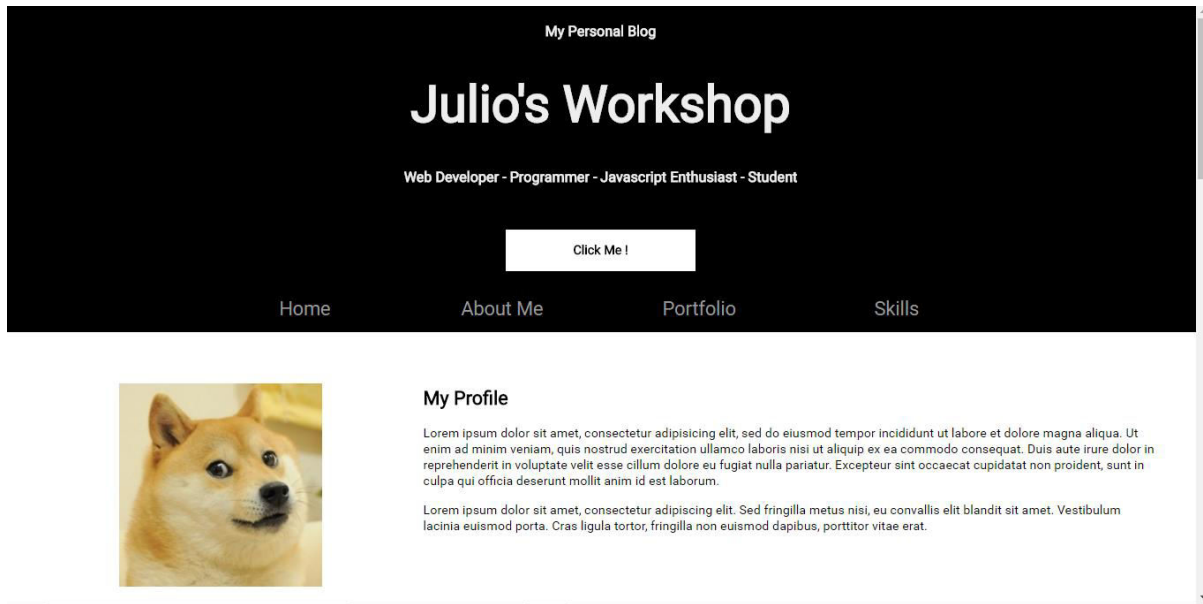 My Personal Blog
Julio's Workshop
Web Developer - Programmer - Javascript Enthusiast - Student
Click Me !
Home About Me Portfolio Skills
My Profile
Lorem ipsum dolor sit amet, consectetur adipisicing elit, sed do eiusmod tempor incididunt ut labore et dolore magna aliqua. Ut
enim ad minim veniam, quis nostrud exercitation ullamco laboris nisi ut aliquip ex ea commodo consequat. Duis aute irure dolor in
reprehenderit in voluptate velit esse cillum dolore eu fugiat nulla pariatur. Excepteur sint occaecat cupidatat non proident, sunt in
culpa qui officia deserunt mollit anim id est laborum.
Lorem ipsum dolor sit amet, consectetur adipiscing elit. Sed fringilla metus nisi, eu convallis elit blandit sit amet. Vestibulum
lacinia euismod porta. Cras ligula tortor, fringilla non euismod dapibus, porttitor vitae erat.